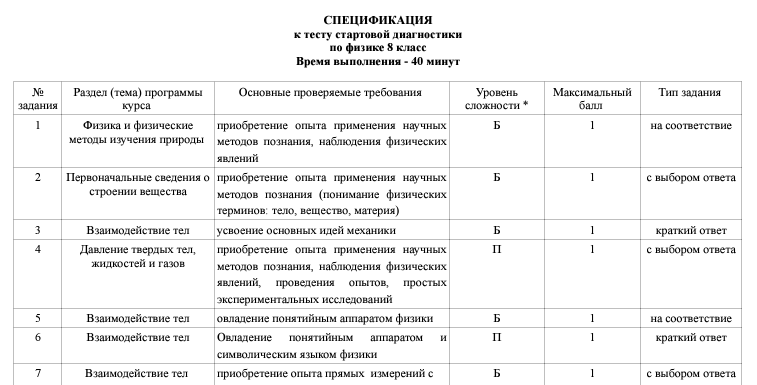 СПЕЦИФИКАЦИЯ
к тесту стартовой диагностики
по физике 8 класс
Время выполнения - 40 минут
№ задания Раздел (тема) программы курса Основные проверяемые требования Уровень сложности * Максимальный балл Тип задания
1 Физика и физические методы изучения природы приобретение опыта применения научных методов познания, наблюдения физических явлений Б 1 на соответствие
2 Первоначальные сведения о строении вещества приобретение опыта применения научных методов познания (понимание физических терминов: тело, вещество, материя) Б 1 с выбором ответа
3 Взаимодействие тел усвоение основных идей механики Б 1 краткий ответ
4 Давление твердых тел, жидкостей и газов приобретение опыта применения научных методов познания, наблюдения физических явлений, проведения опытов, простых экспериментальных исследований П 1 с выбором ответа
5 Взаимодействие тел овладение понятийным аппаратом физики Б 1 на соответствие
6 Взаимодействие тел Овладение понятийным аппаратом и символическим языком физики П 1 краткий ответ
7 Взаимодействие тел приобретение опыта прямых измерений с Б 1 с выбором ответа